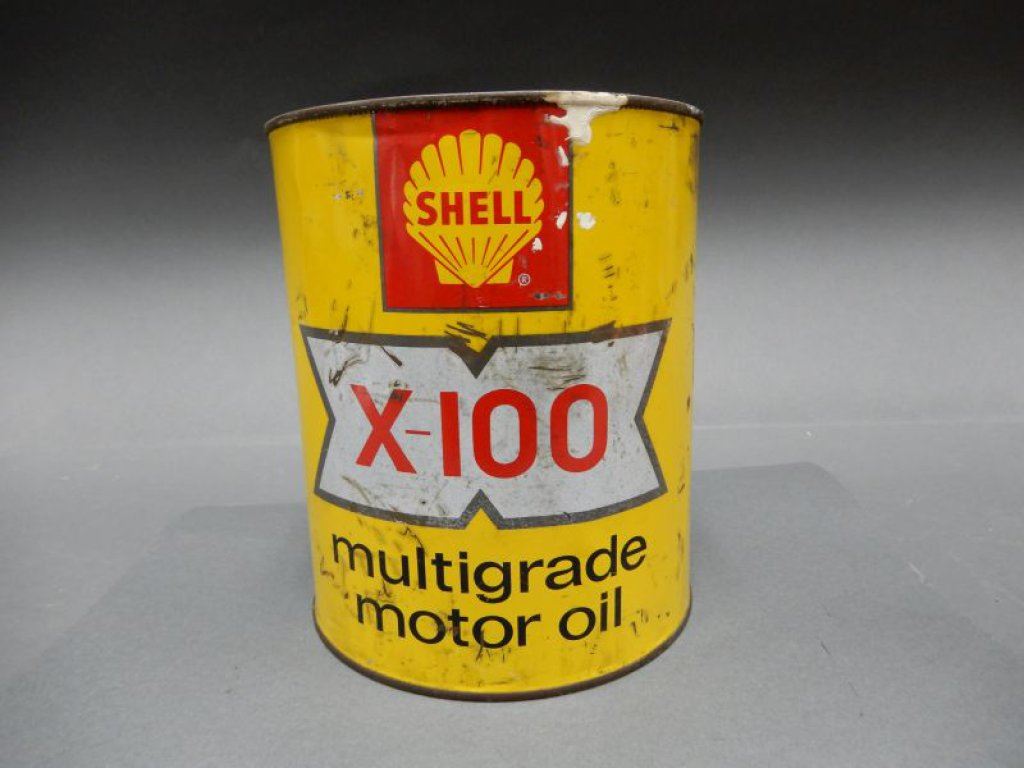 SHELL
®
X-100
multigrade
motor oil